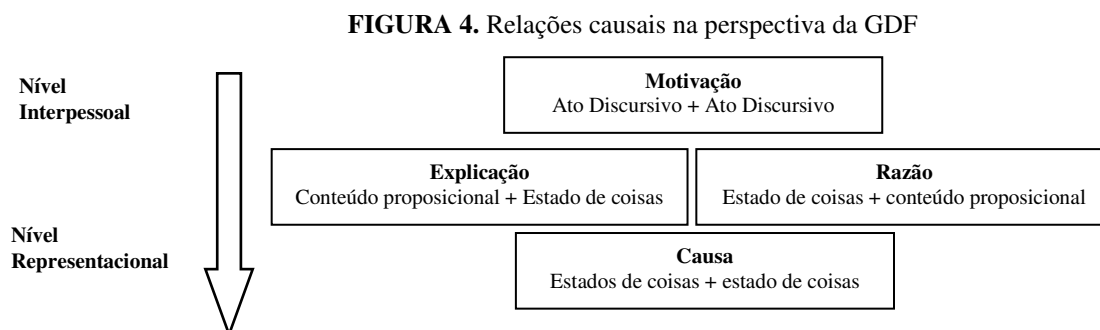 FIGURA 4. Relações causais na perspectiva da GDF
Nível
Interpessoal
Motivação
Ato Discursivo + Ato Discursivo
Explicação
Conteúdo proposicional + Estado de coisas
Razão
Estado de coisas + conteúdo proposicional
Nível
Representacional
Causa
Estados de coisas + estado de coisas